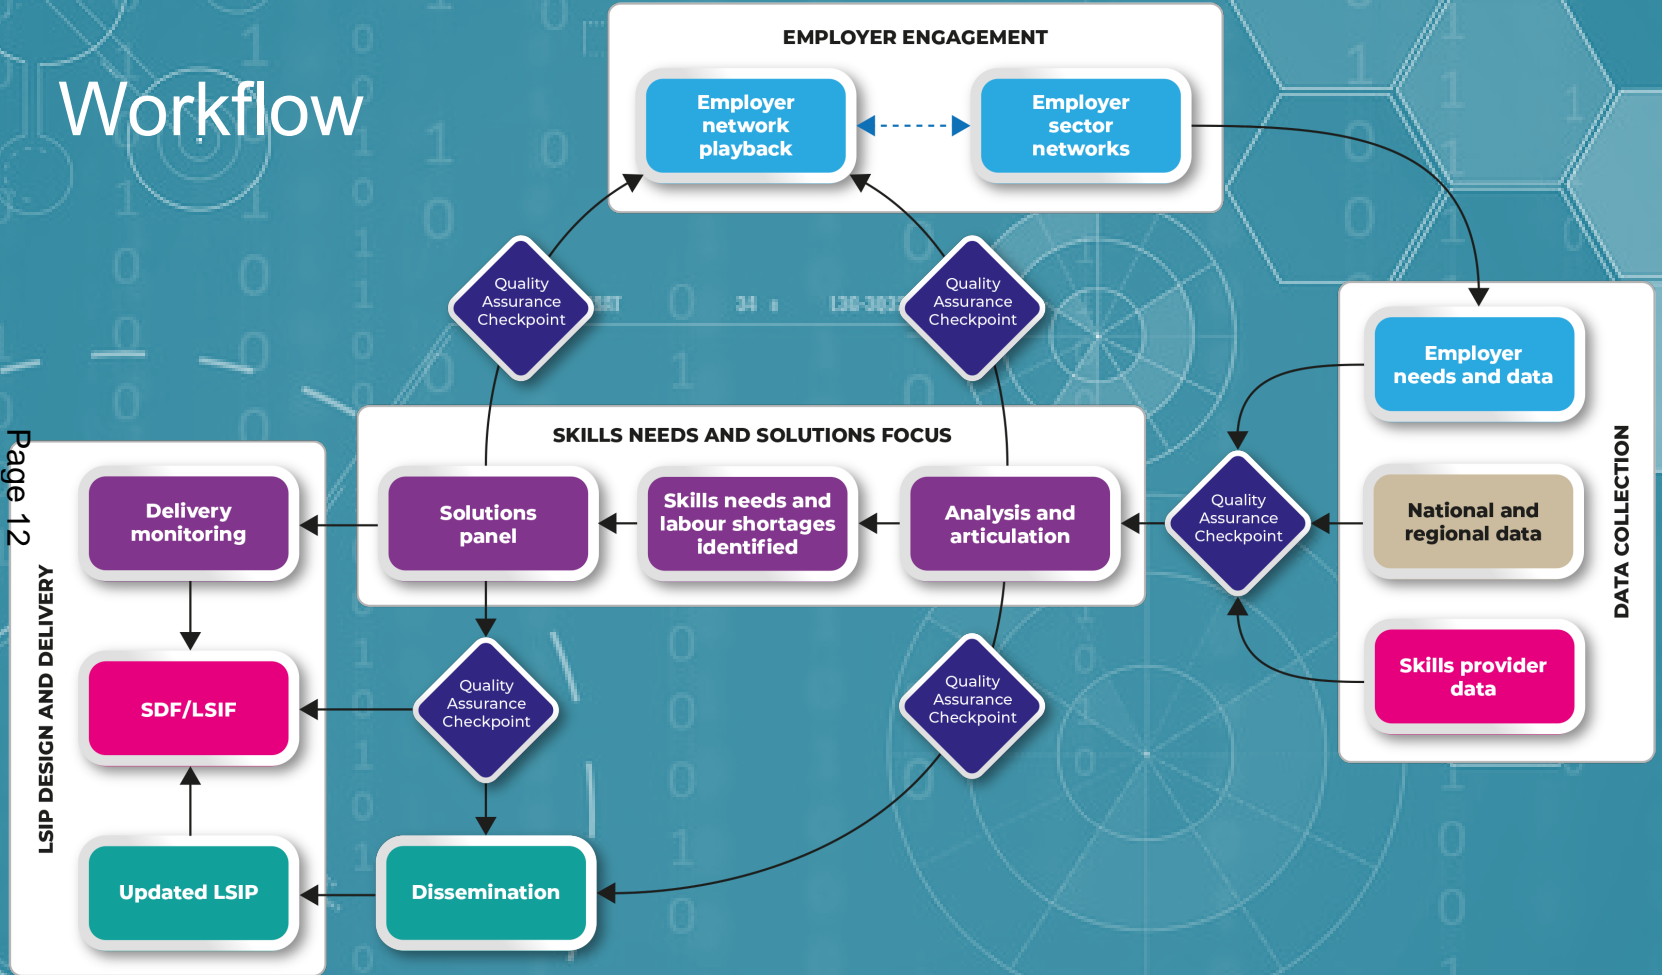 Workflow
EMPLOYER ENGAGEMENT
Employer
network
playback
Employer
sector
networks
Quality
Assurance
Checkpoint
Quality
Assurance
Checkpoint
Employer
needs and data
National and
regional data
Skills provider
data
DATA COLLECTION
Quality
Assurance
Checkpoint
SKILLS NEEDS AND SOLUTIONS FOCUS
Solutions
panel
Skills needs and
labour shortages
identified
Analysis and
articulation
Page 12
LSIP DESIGN AND DELIVERY
Delivery
monitoring
SDF/LSIF
Updated LSIP
Quality
Assurance
Checkpoint
Quality
Assurance
Checkpoint
Dissemination